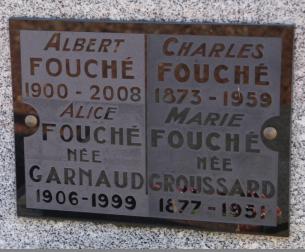 ALBERT
FOUCHÉ
1900 - 2008
ALICE
FOUCHÉ
NÉE
GARNAUD
1906-1999
CHARLES
FOUCHÉ
1873-1959
MARIE
FOUCHÉ
NÉE
GROUSSARD
1877-1951